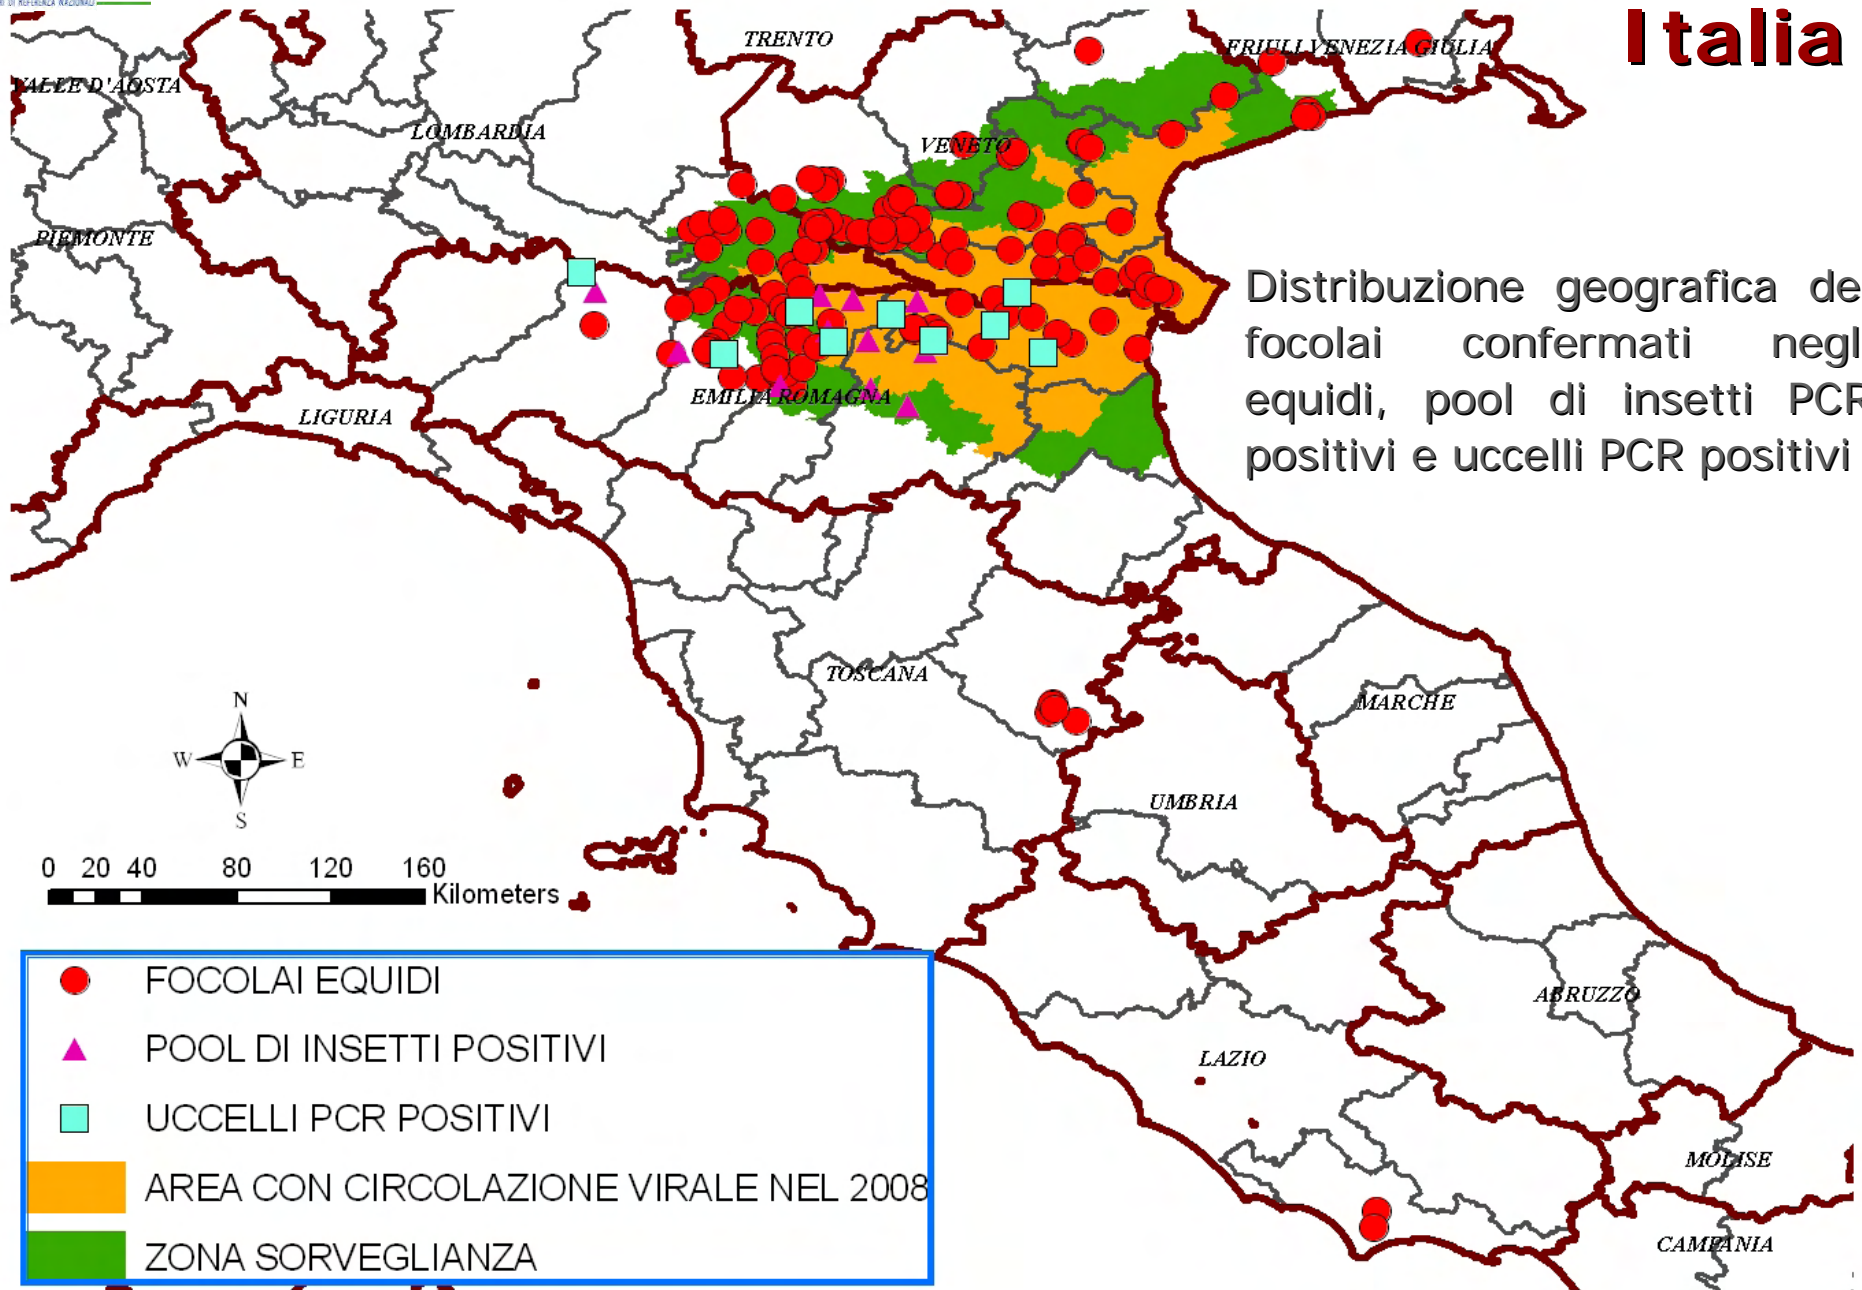 DI REFERENZA NAZIONALI
Italia
TRENTO
FRIULI VENEZIA GIULIA
VALLE D'AOSTA
LOMBARDIA
VENETO
PIEMONTE
Distribuzione geografica de
focolai confermati negl
equidi, pool di insetti PCR
positivi e uccelli PCR positivi
EMILIA ROMAGNA
LIGURIA
TOSCANA
MARCHE
N
W E
S
UMBRIA
0 20 40 80 120 160
Kilometers
ABRUZZO
LAZIO
MOLISE
CAMPANIA
FOCOLAI EQUIDI
POOL DI INSETTI POSITIVI
UCCELLI PCR POSITIVI
AREA CON CIRCOLAZIONE VIRALE NEL 2008
ZONA SORVEGLIANZA